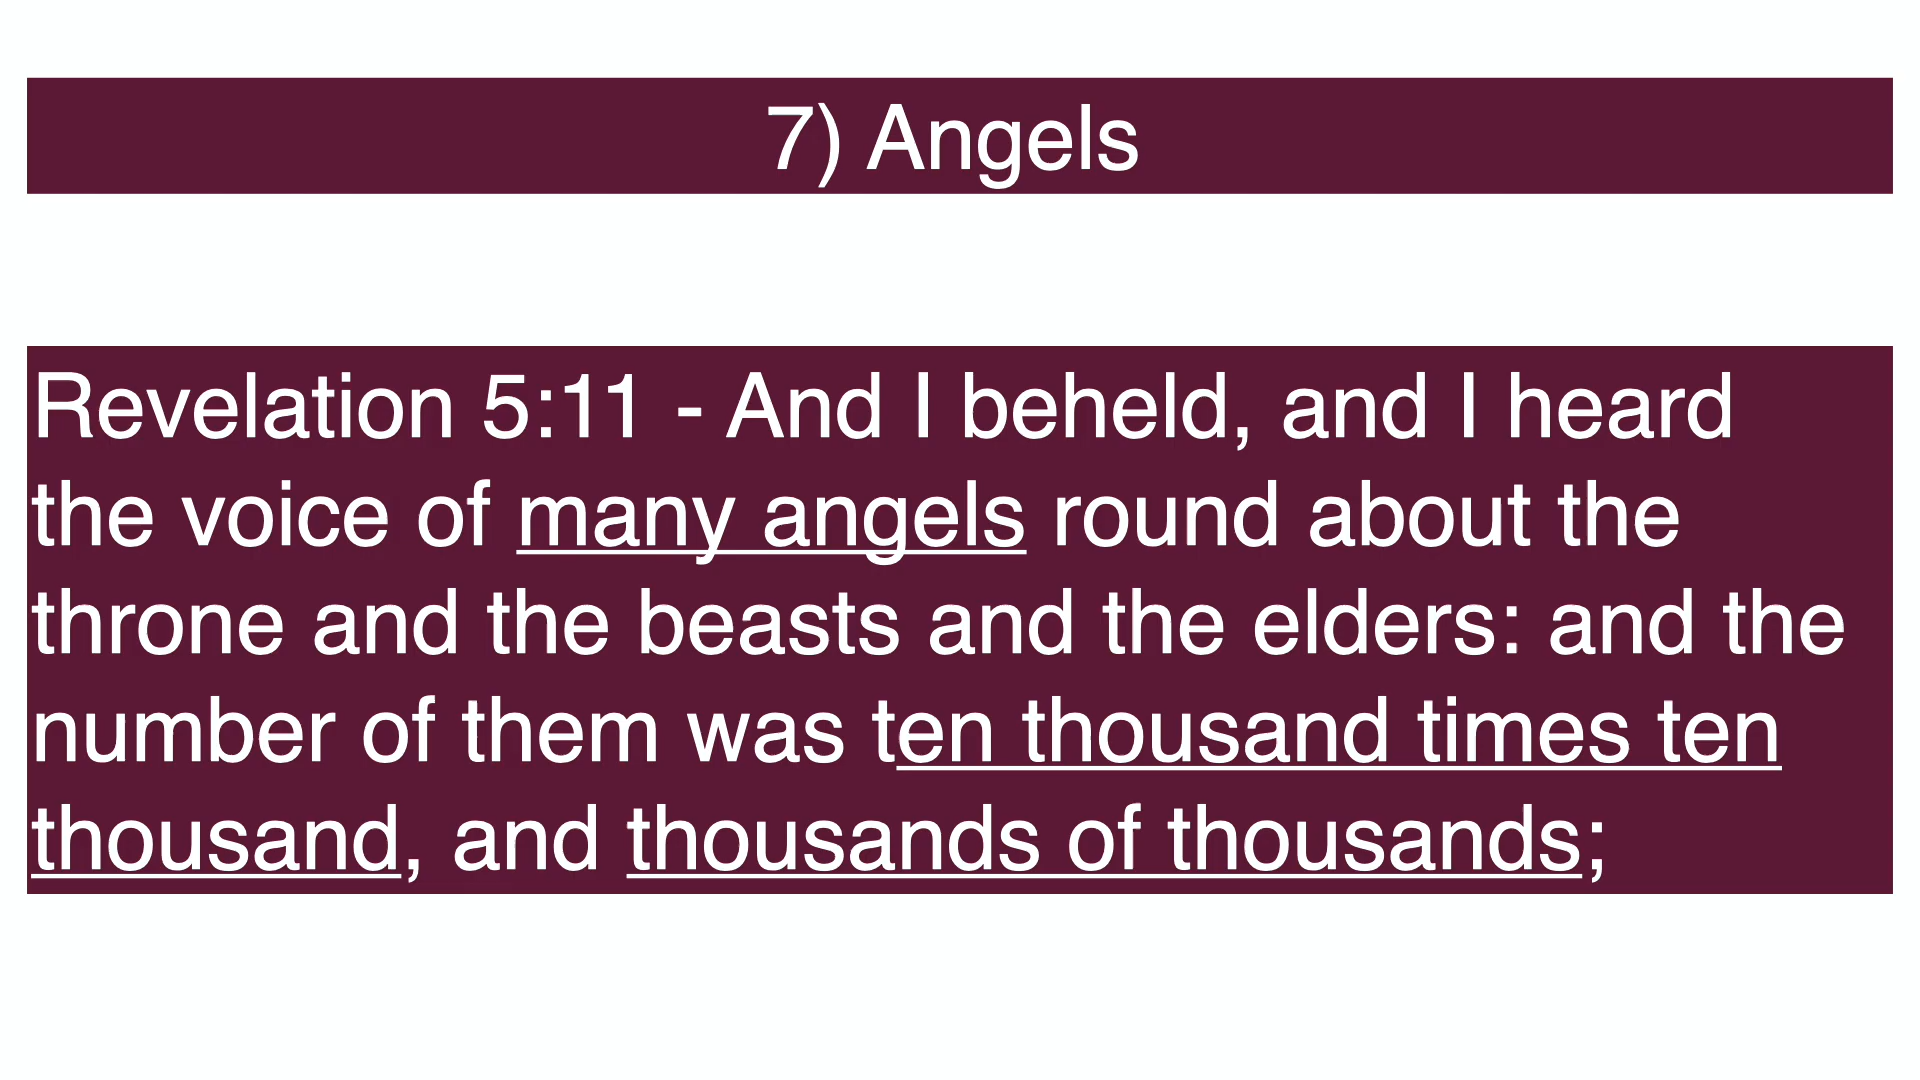 7) Angels
Revelation 5:11 - And I beheld, and I heard
the voice of many angels round about the
throne and the beasts and the elders: and the
number of them was ten thousand times ten
thousand, and thousands of thousands;